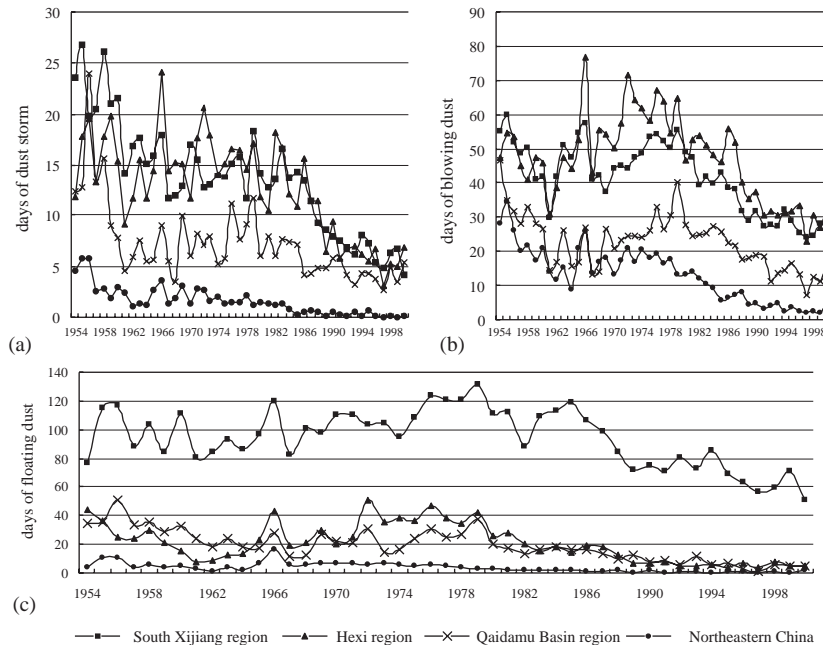 30
25
20
15
10
5
0
days of dust storm
1954 1958 1962 1966 1970 1974 1978 1982 1986 1990 1994 1998
(a)
90
80
70
60
50
40
30
20
10
0
days of blowing dust
1954 1958 1962 1966 1970 1974 1978 1982 1986 1990 1994 1998
(b)
140
120
100
80
60
40
20
0
days of floating dust
1954 1958 1962 1966 1970 1974 1978 1982 1986 1990 1994 1998
(c)
South Xijiang region Hexi region Qaidamu Basin region Northeastern China